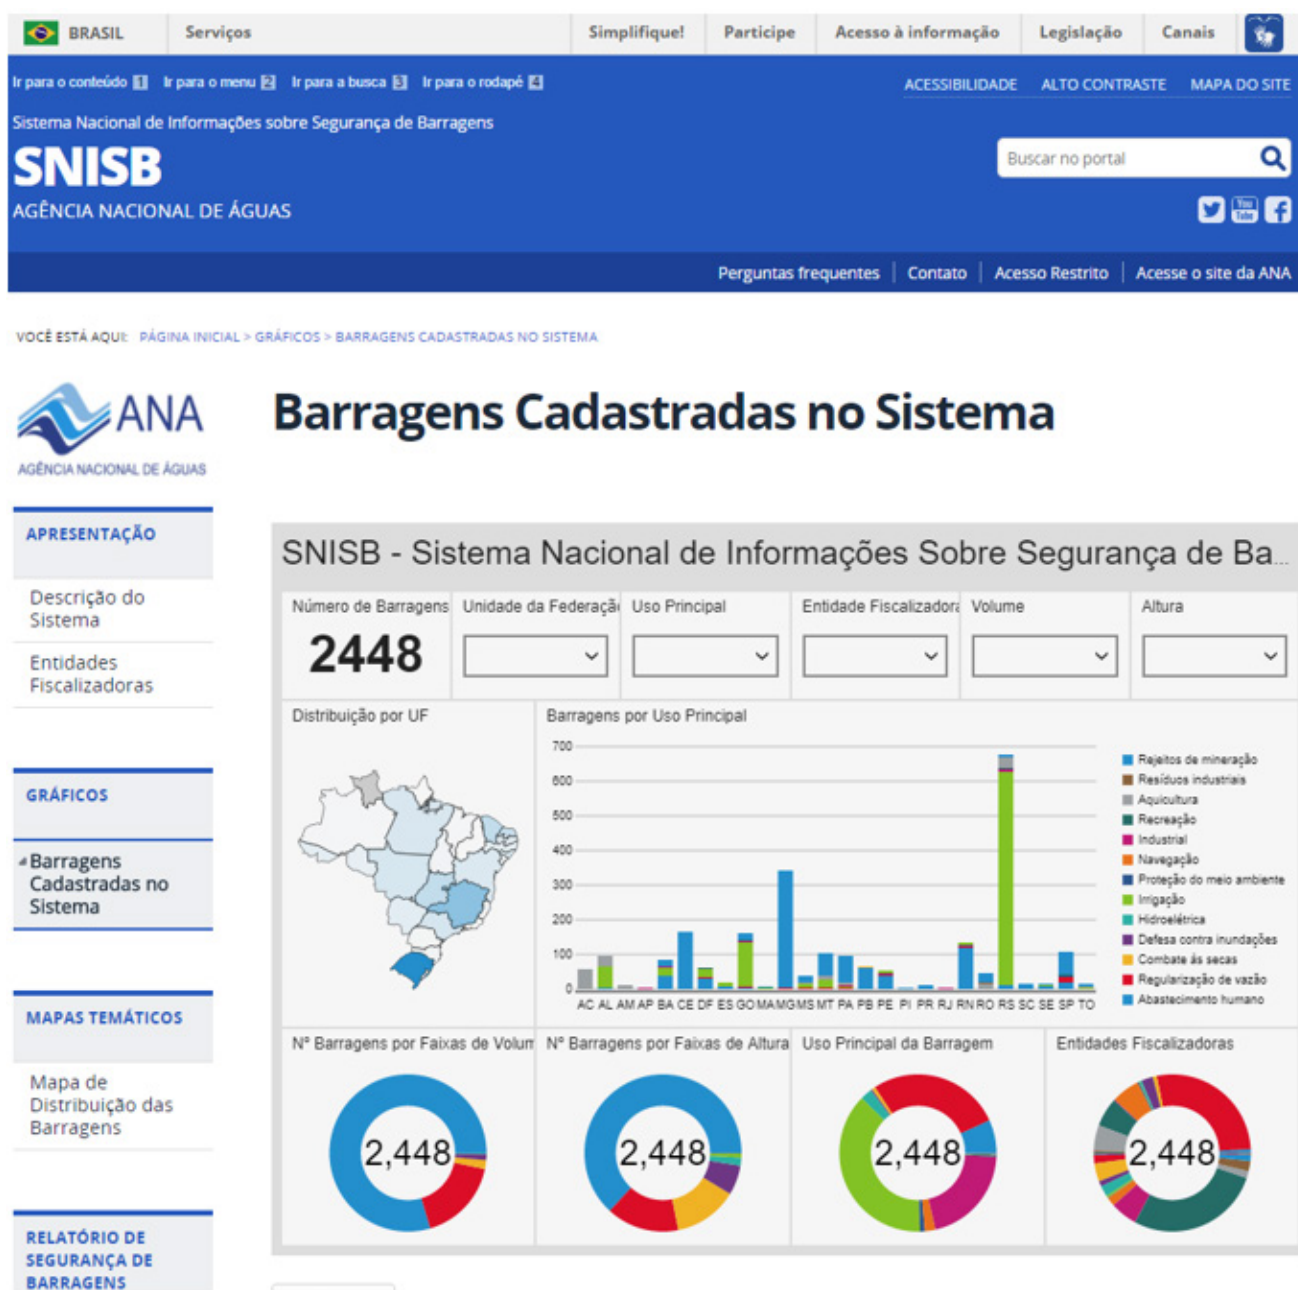 BRASIL Serviços Simplifique! Participe Acesso à informação Legislação Canais
Ir para o conteúdo 1 Ir para o menu 2 Ir para a busca 3 Ir para o rodapé 4 ACESSIBILIDADE ALTO CONTRASTE MAPA DO SITE
Sistema Nacional de Informações sobre Segurança de Barragens
SNISB
Buscar no portal
AGÊNCIA NACIONAL DE ÁGUAS
You Tube
Perguntas frequentes Contato Acesso Restrito Acesse o site da ANA
VOCÊ ESTÁ AQUI: PÁGINA INICIAL > GRÁFICOS > BARRAGENS CADASTRADAS NO SISTEMA
ANA
AGÊNCIA NACIONAL DE ÁGUAS
APRESENTAÇÃO
Descrição do
Sistema
Entidades
Fiscalizadoras
GRÁFICOS
Barragens
Cadastradas no
Sistema
MAPAS TEMÁTICOS
Mapa de
Distribuição das
Barragens
RELATÓRIO DE
SEGURANÇA DE
BARRAGENS
Barragens Cadastradas no Sistema
SNISB - Sistema Nacional de Informações Sobre Segurança de Ba...
Número de Barragens
2448
Unidade da Federaçã
Uso Principal
Entidade Fiscalizadora
Volume
Altura
Distribuição por UF
Barragens por Uso Principal
700
600
500
400
300
200
100
0
AC AL AM AP BA CE DF ES GO MA MG MS MT PA PB PE PI PR RJ RN RO RS SC SE SP TO
Rejeitos de mineração
Resíduos industriais
Aquicultura
Recreação
Industrial
Navegação
Proteção do meio ambiente
Irrigação
Hidroelétrica
Defesa contra inundações
Combate às secas
Regularização de vazão
Abastecimento humano
Nº Barragens por Faixas de Volum
2,448
Nº Barragens por Faixas de Altura
2,448
Uso Principal da Barragem
2,448
Entidades Fiscalizadoras
2,448